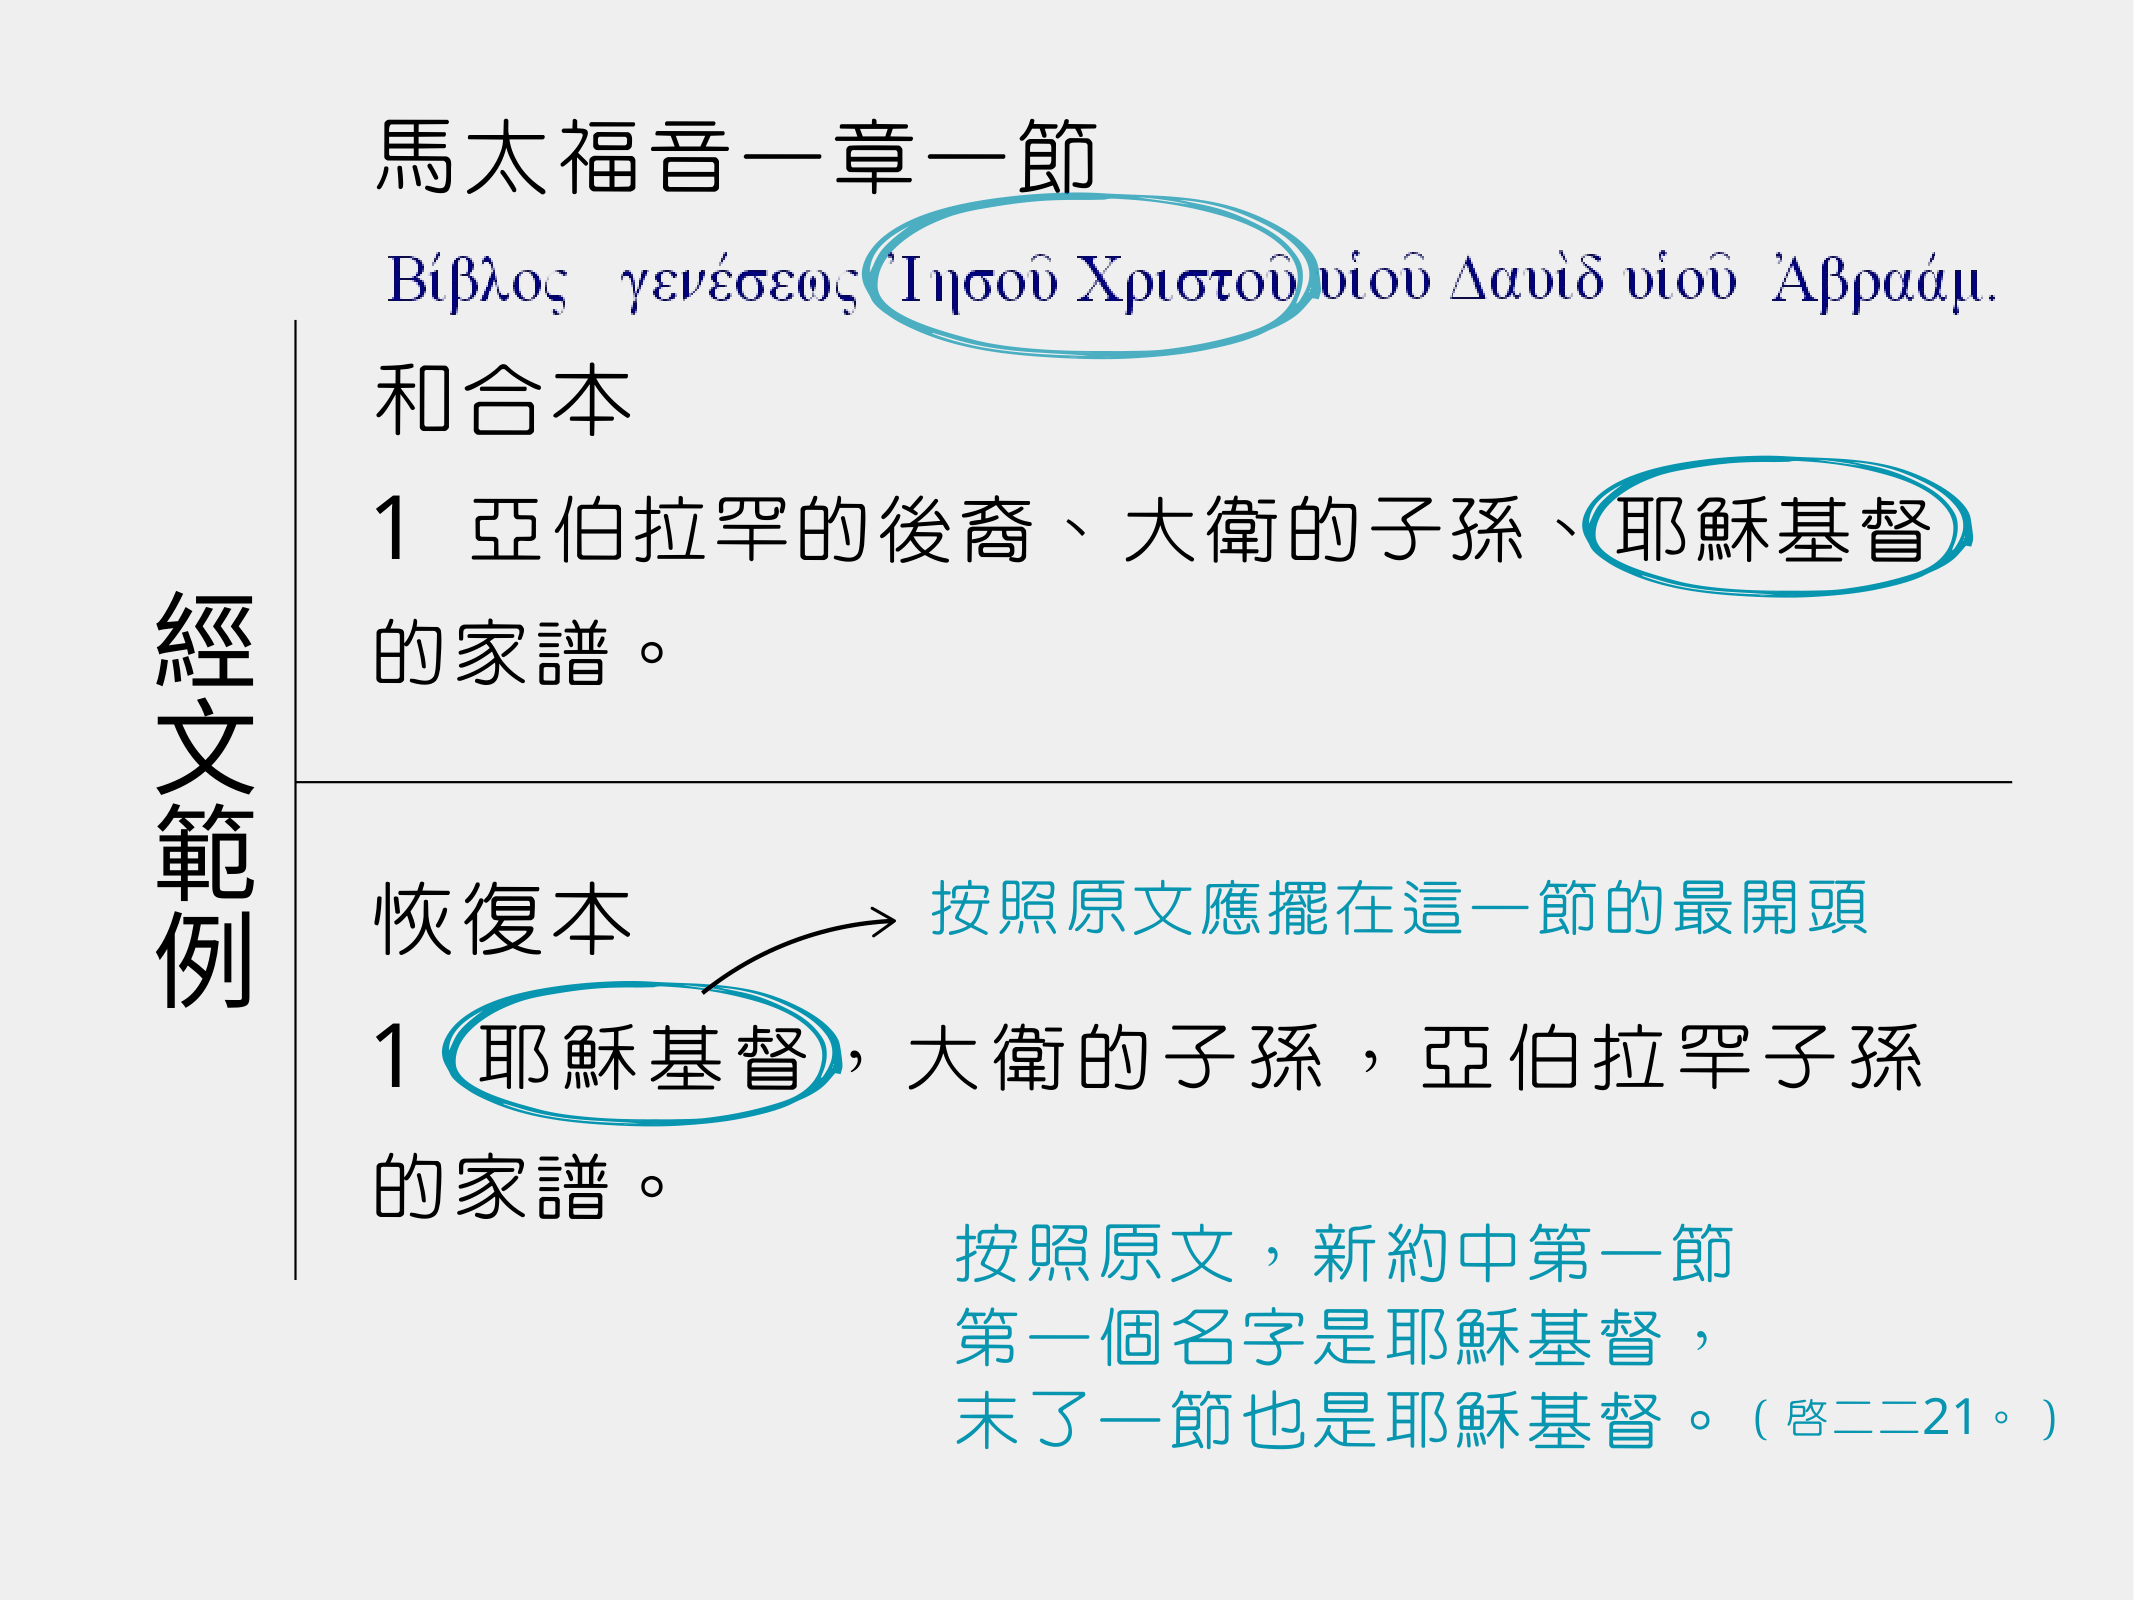 馬太福音一章一節
Βίβλος γενέσεως Ἰησοῦ Χριστοῦ υἱοῦ Δαυὶδ υἱοῦ Ἀβραάμ.
和合本
1 亞伯拉罕的後裔、大衛的子孫、耶穌基督
的家譜。
經文範例
恢復本
按照原文應擺在這一節的最開頭
1 耶穌基督，大衛的子孫，亞伯拉罕子孫
的家譜。
按照原文，新約中第一節
第一個名字是耶穌基督，
末了一節也是耶穌基督。（啓二二21。）